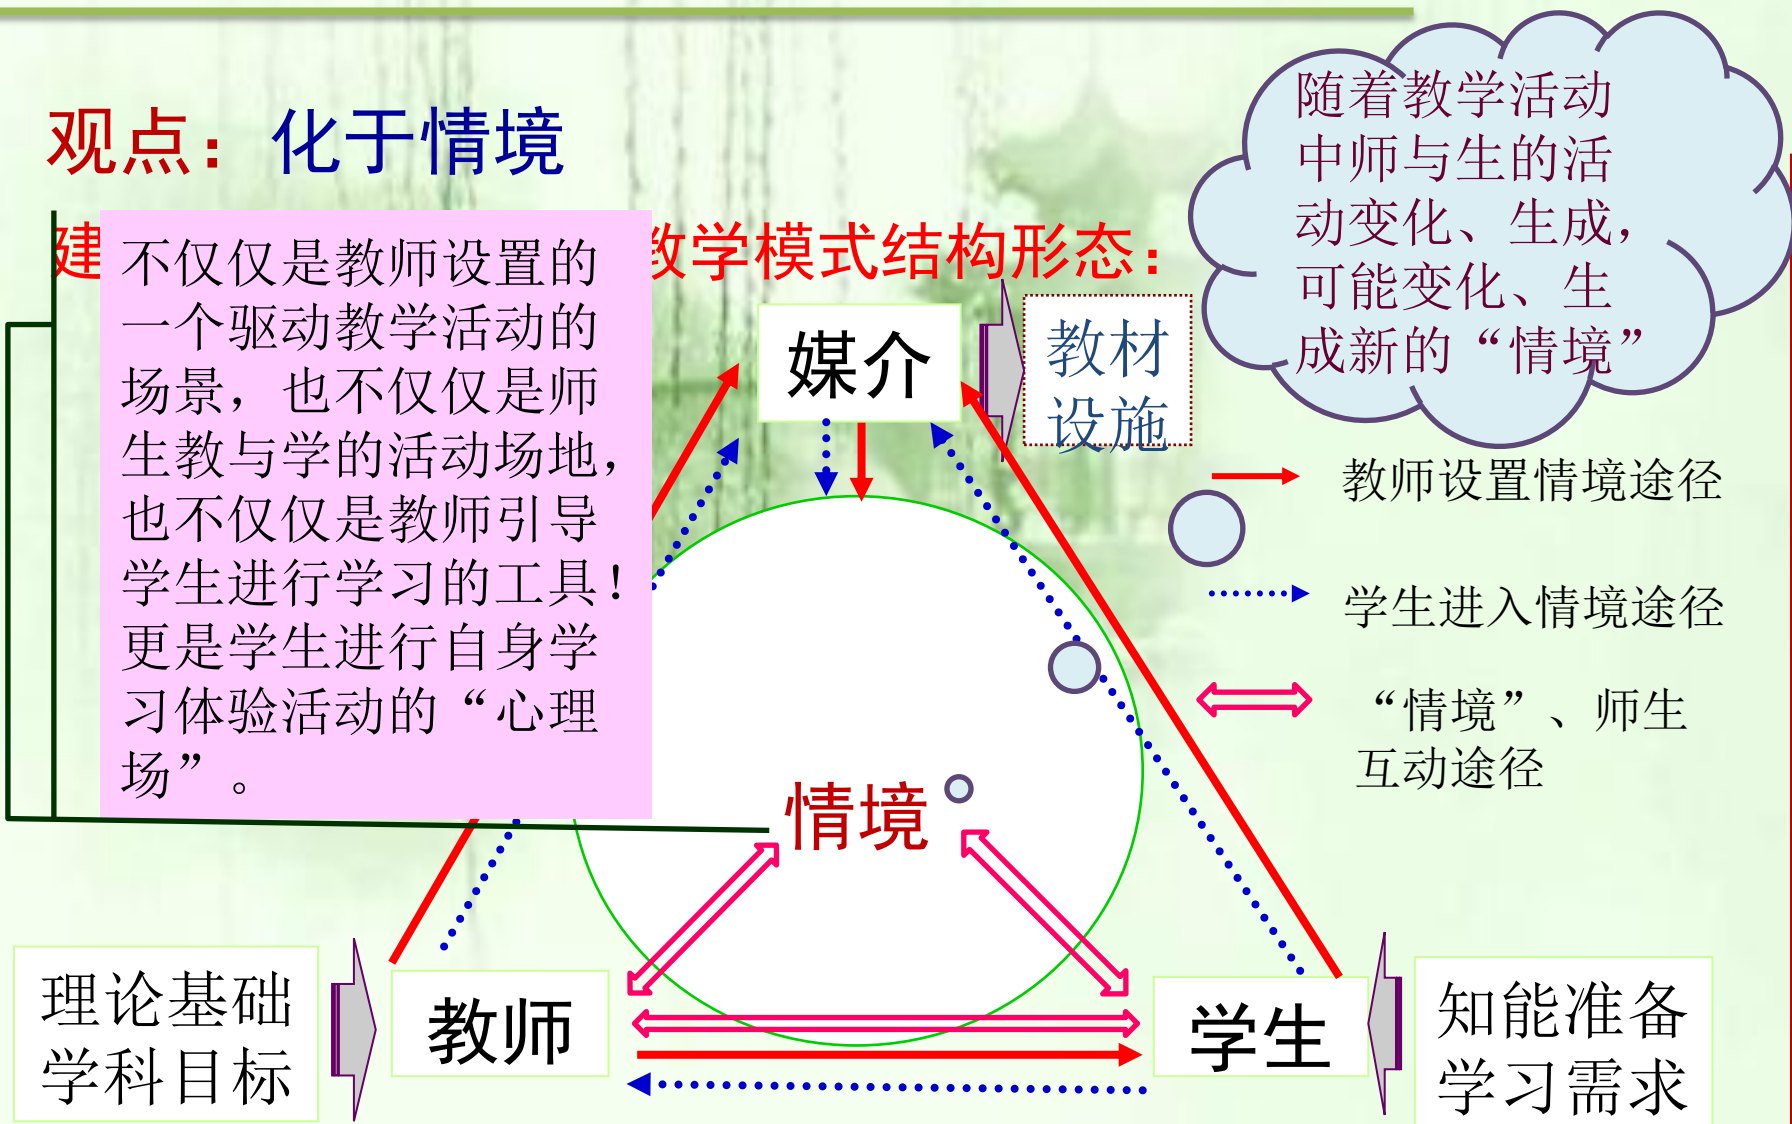 观点：化于情境
建
教学模式结构形态：
不仅仅是教师设置的
一个驱动教学活动的
场景，也不仅仅是师
生教与学的活动场地，
也不仅仅是教师引导
学生进行学习的工具！
更是学生进行自身学
习体验活动的“心理
场”。
随着教学活动
中师与生的活
动变化、生成，
可能变化、生
成新的“情境”
媒介
教材
设施
教师设置情境途径
学生进入情境途径
“情境”、师生
互动途径
情境
理论基础
学科目标
教师
学生
知能准备
学习需求